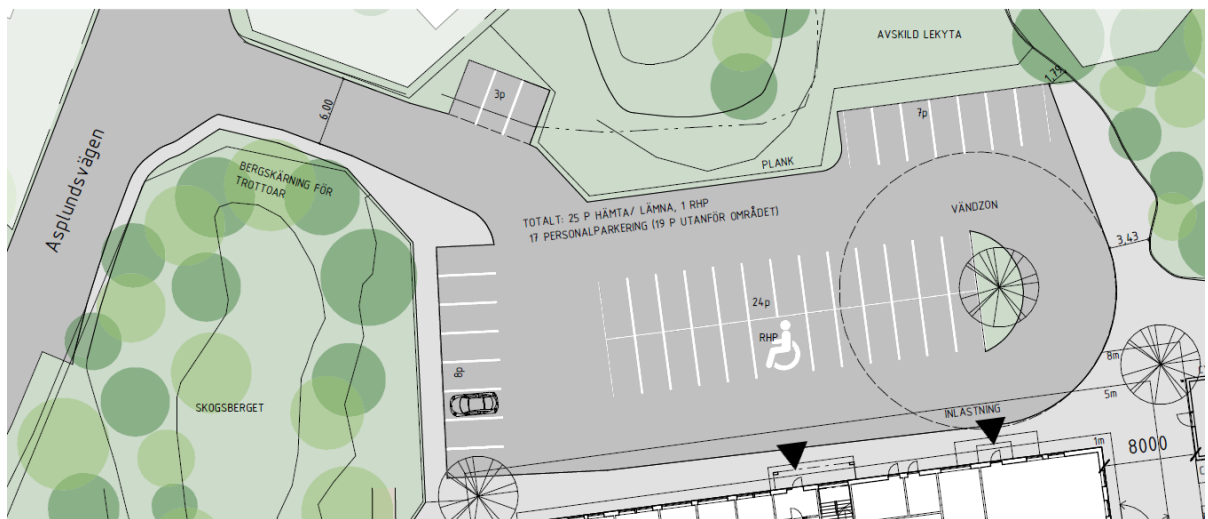 AVSKILD LEKYTA
1,79
3p
6,00
7p
PLANK
BERGSKÄRNING FÖR
TROTTOAR
Asplundsvägen
TOTALT: 25 P HÄMTA/ LÄMNA, 1 RHP
17 PERSONALPARKERING (19 P UTANFÖR OMRÅDET)
VÄNDZON
3,43
24p
RHP
8p
8m
5m
SKOGSBERGET
INLASTNING
1m
8000